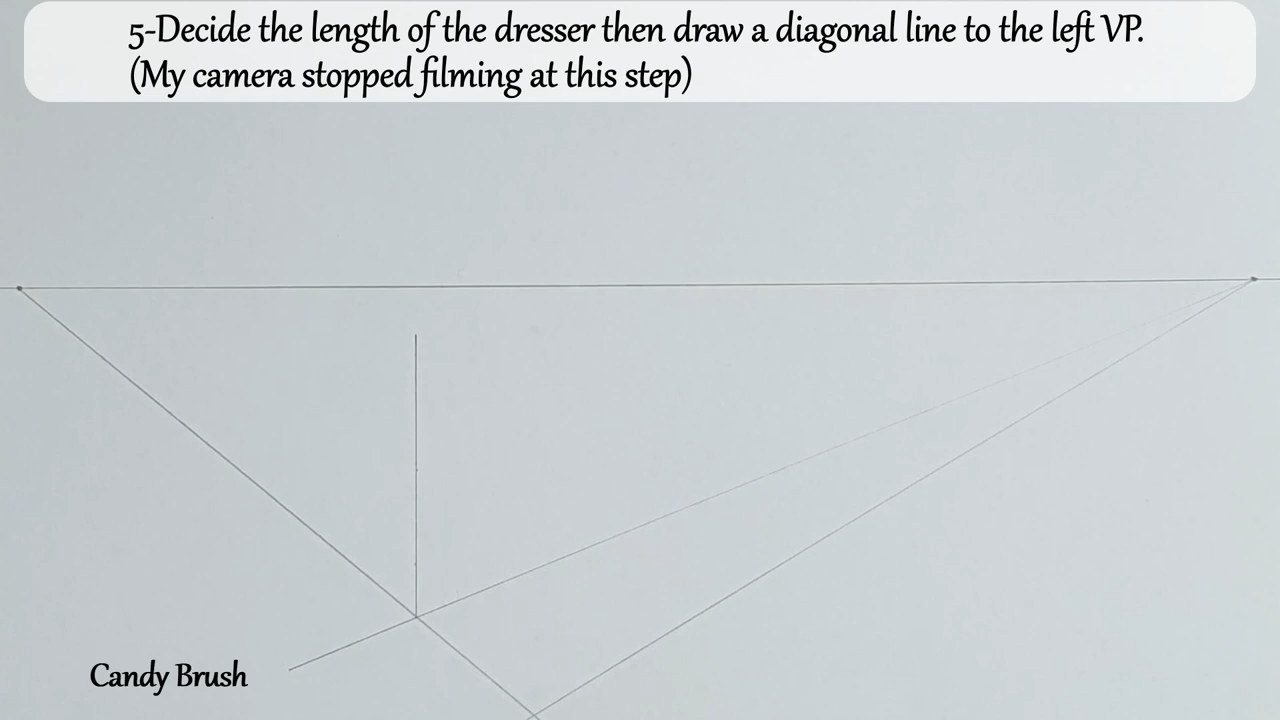 5-Decide the length of the dresser then draw a diagonal line to the left VP.
(My camera stopped filming at this step)
Candy Brush